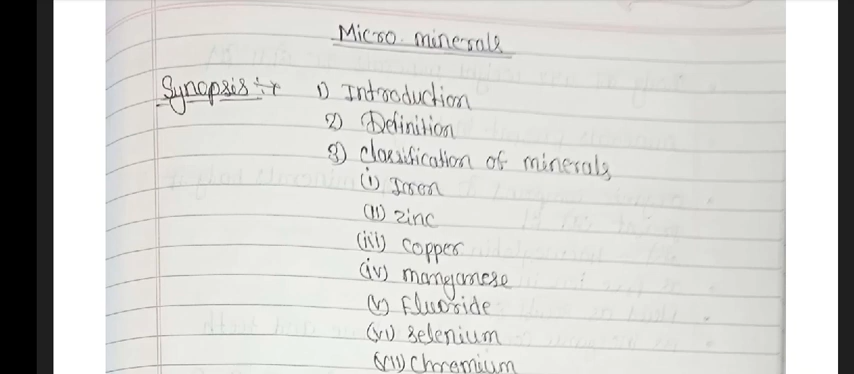 Micro minerals
Synopsis :- 1) Introduction
2) Definition
3) Classification of minerals
(i) Iron
(ii) zinc
(iii) copper
(iv) manganese
(v) Fluoride
(vi) selenium
(vii) Chromium